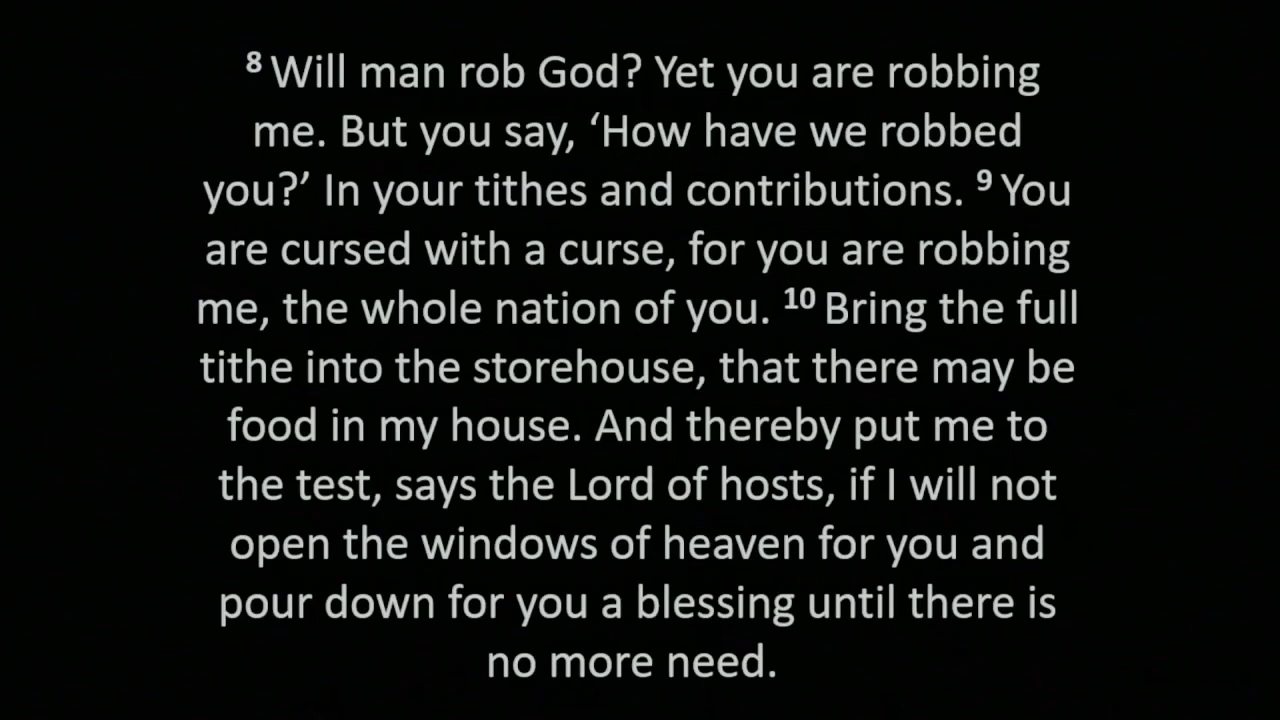 ⁸ Will man rob God? Yet you are robbing
me. But you say, ‘How have we robbed
you?’ In your tithes and contributions. ⁹ You
are cursed with a curse, for you are robbing
me, the whole nation of you. ¹⁰ Bring the full
tithe into the storehouse, that there may be
food in my house. And thereby put me to
the test, says the Lord of hosts, if I will not
open the windows of heaven for you and
pour down for you a blessing until there is
no more need.